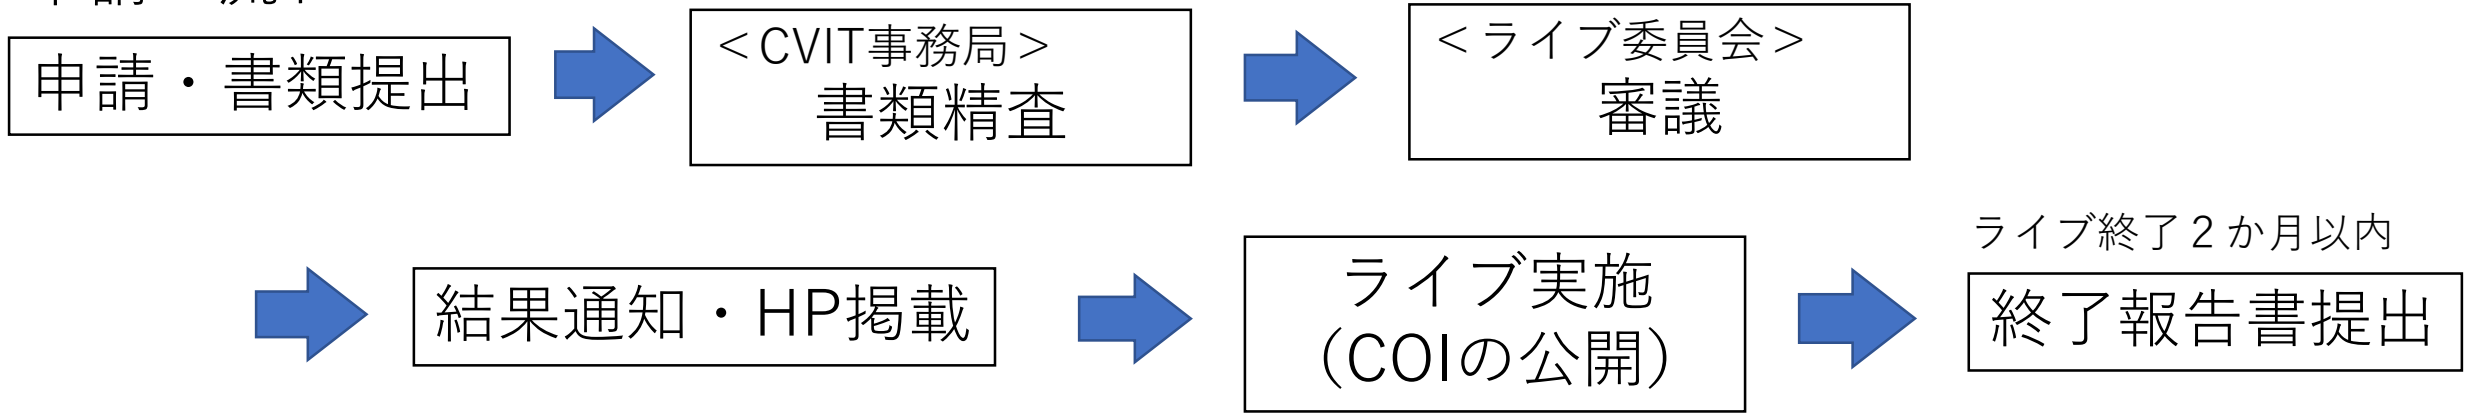 申請・書類提出
＜CVIT事務局＞
書類精査
＜ライブ委員会＞
審議
結果通知・HP掲載
ライブ実施
（COIの公開）
ライブ終了２か月以内
終了報告書提出